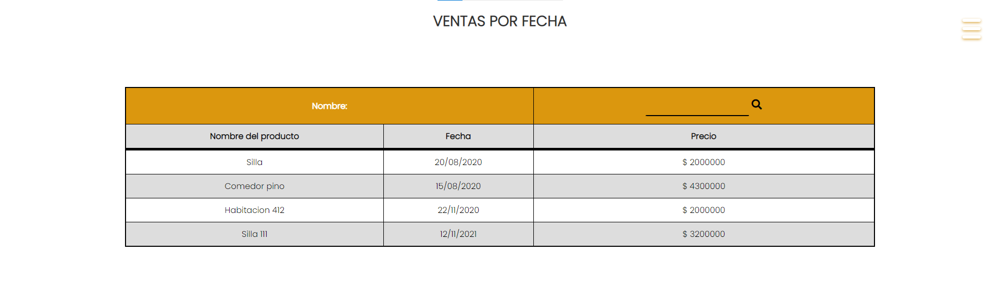 VENTAS POR FECHA
Nombre:
Nombre del producto Fecha Precio
Silla 20/08/2020 $ 2000000
Comedor pino 15/08/2020 $ 4300000
Habitacion 412 22/11/2020 $ 2000000
Silla 111 12/11/2021 $ 3200000